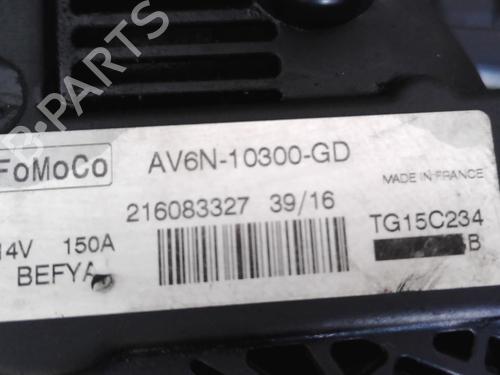 B-PARTS
FoMoCo
AV6N-10300-GD
MADE IN FRANCE
216083327 39/16
14V 150A
TG15C234
B
BEFYA